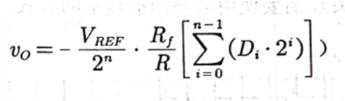 $v_O = -\frac{V_{REF}}{2^n} \cdot \frac{R_f}{R} \left[ \sum_{i=0}^{n-1} (D_i \cdot 2^i) \right]$)